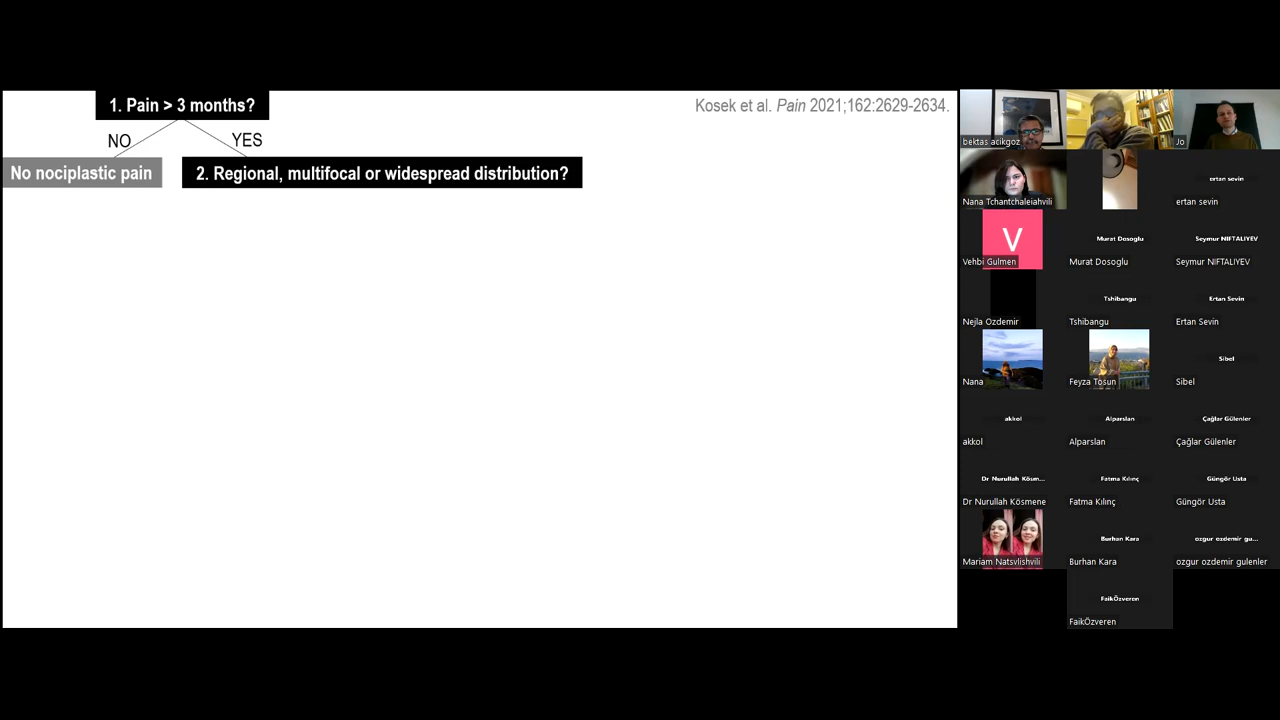 1. Pain > 3 months?
Kosek et al. Pain 2021;162:2629-2634.
NO
YES
No nociplastic pain
2. Regional, multifocal or widespread distribution?
bektas acikgoz
Jo
Nana Tchantchaleiahvili
ertan sevin
ertan sevin
V
Vehbi Gulmen
Murat Dosoglu
Murat Dosoglu
Seymur NIFTALIYEV
Seymur NIFTALIYEV
Nejla Ozdemir
Tshibangu
Tshibangu
Ertan Sevin
Ertan Sevin
Nana
Feyza Tosun
Sibel
Sibel
akkol
akkol
Alparslan
Alparslan
Çağlar Gülenler
Çağlar Gülenler
Dr Nurullah Kösm...
Dr Nurullah Kösmene
Fatma Kılınç
Fatma Kılınç
Güngör Usta
Güngör Usta
Mariam Natsvlishvili
Burhan Kara
Burhan Kara
ozgur ozdemir gu...
ozgur ozdemir gulenler
FaikÖzveren
FaikÖzveren